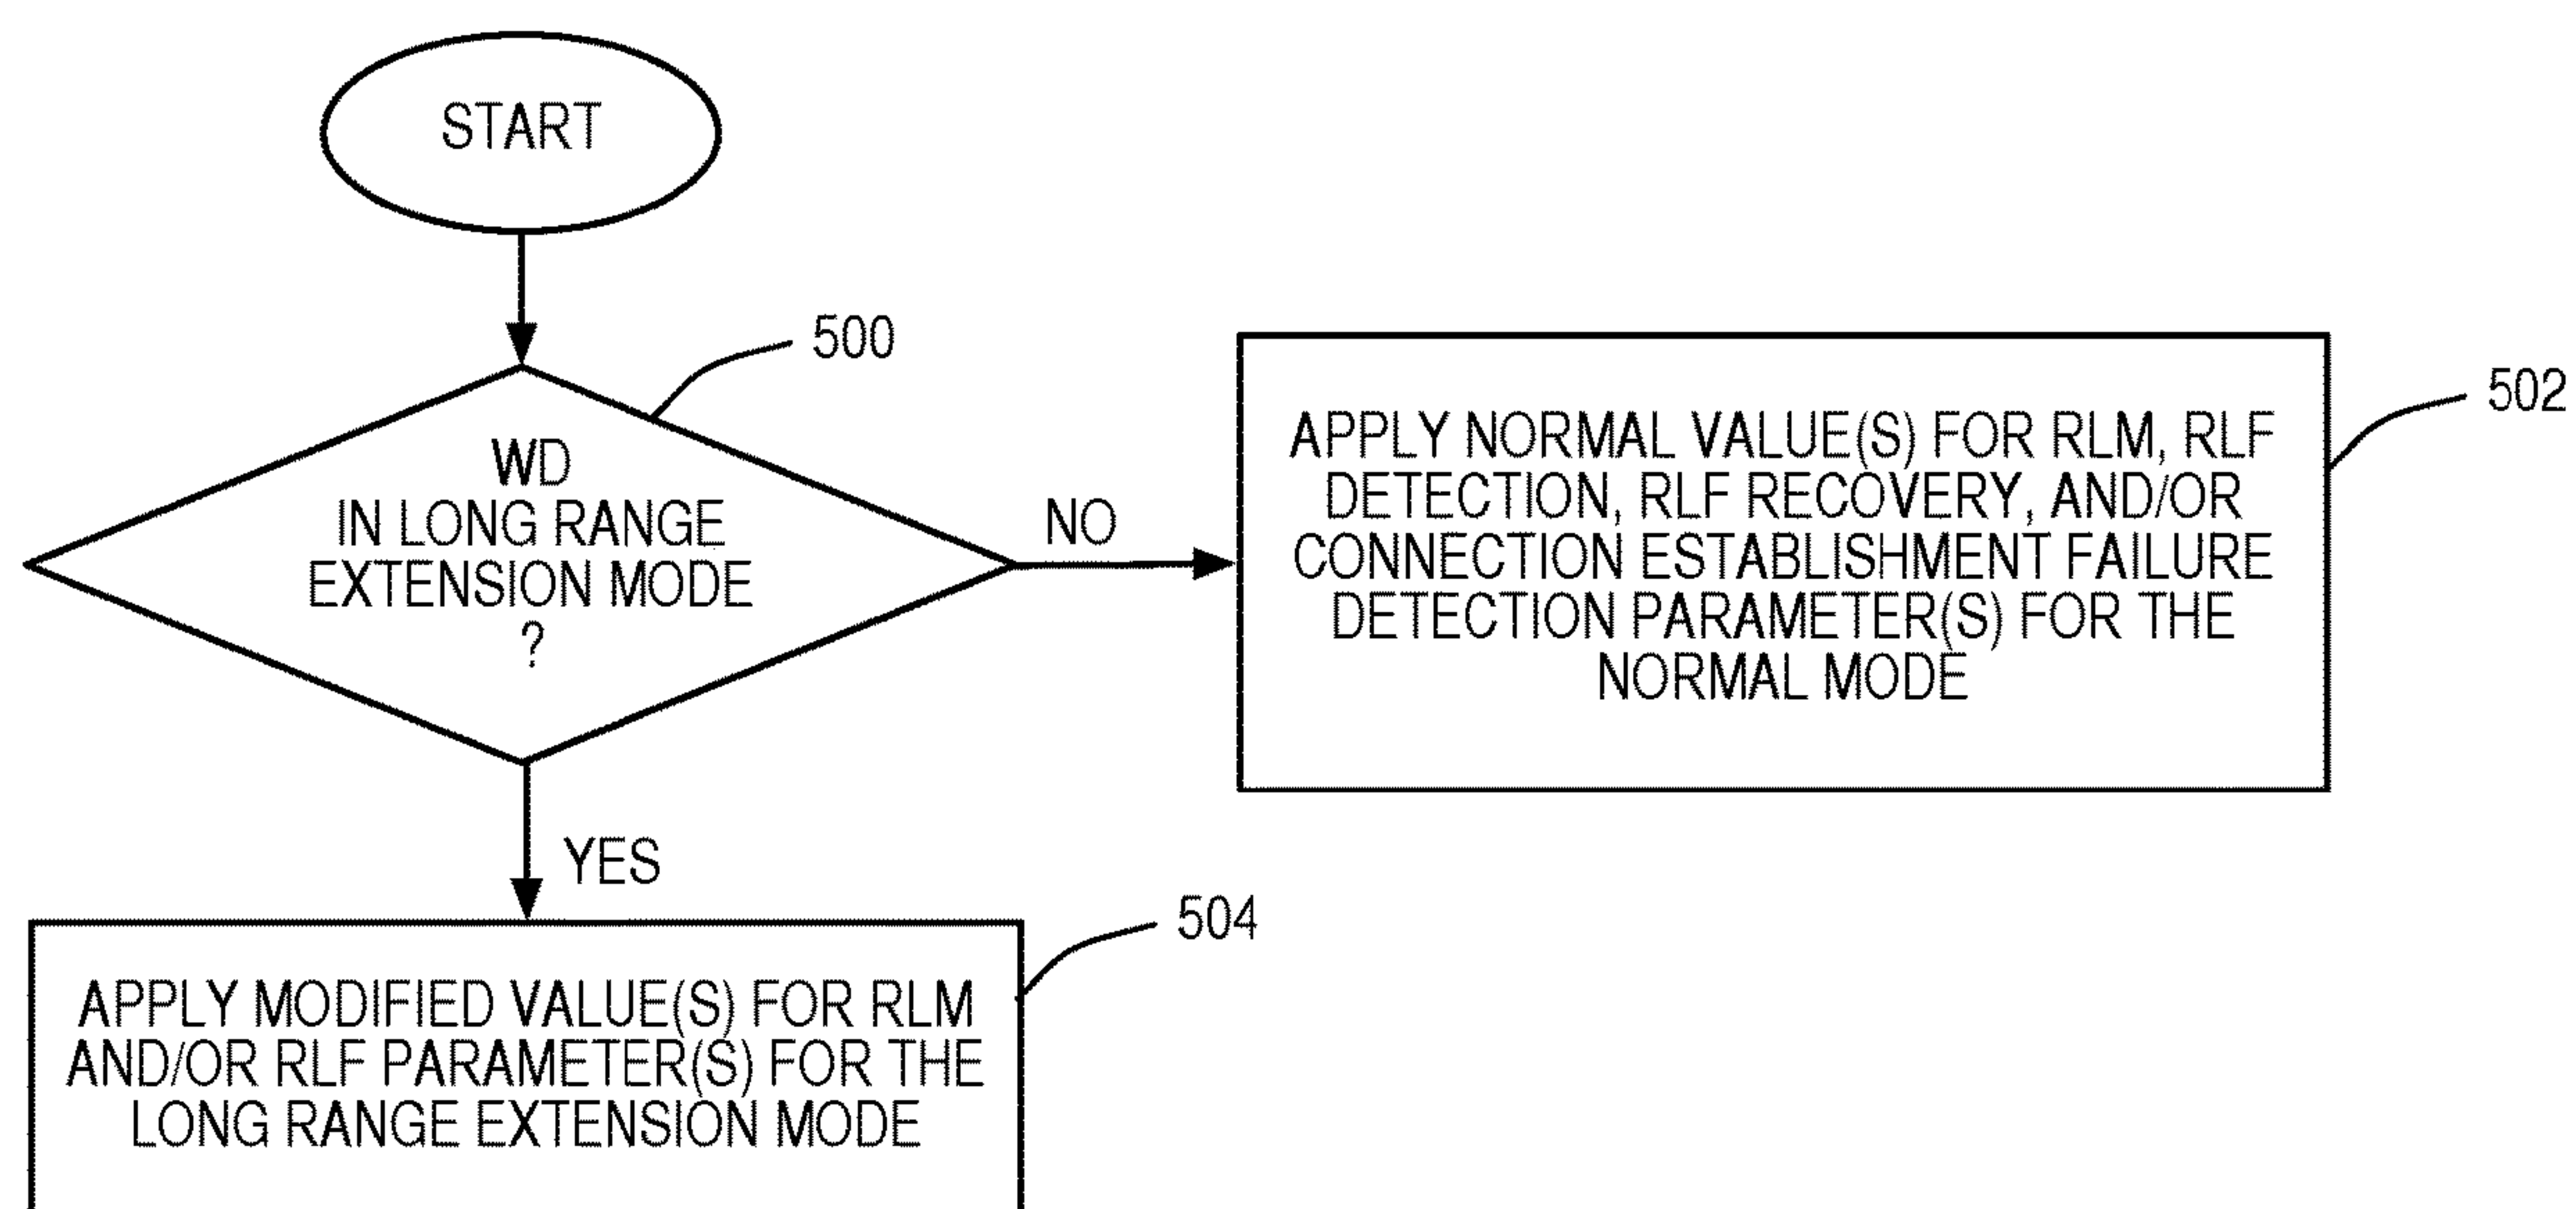 START
500
WD
IN LONG RANGE
EXTENSION MODE
?
NO
502
APPLY NORMAL VALUE(S) FOR RLM, RLF
DETECTION, RLF RECOVERY, AND/OR
CONNECTION ESTABLISHMENT FAILURE
DETECTION PARAMETER(S) FOR THE
NORMAL MODE
YES
504
APPLY MODIFIED VALUE(S) FOR RLM
AND/OR RLF PARAMETER(S) FOR THE
LONG RANGE EXTENSION MODE